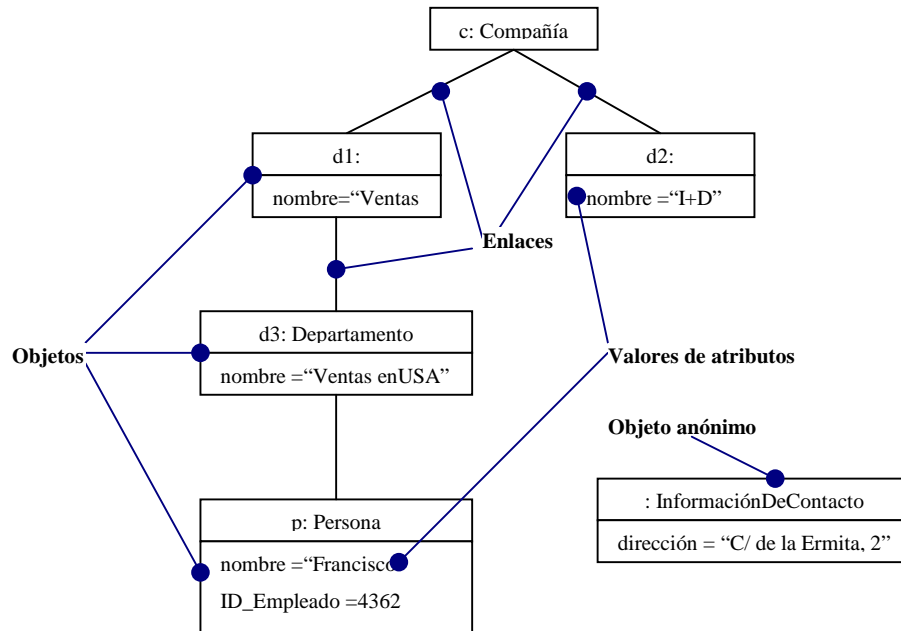 c: Compañía
d1:
nombre=“Ventas
d2:
nombre =“I+D”
Enlaces
d3: Departamento
nombre =“Ventas enUSA”
Objetos
Valores de atributos
Objeto anónimo
: InformaciónDeContacto
dirección = “C/ de la Ermita, 2”
p: Persona
nombre =“Francisco
ID_Empleado =4362